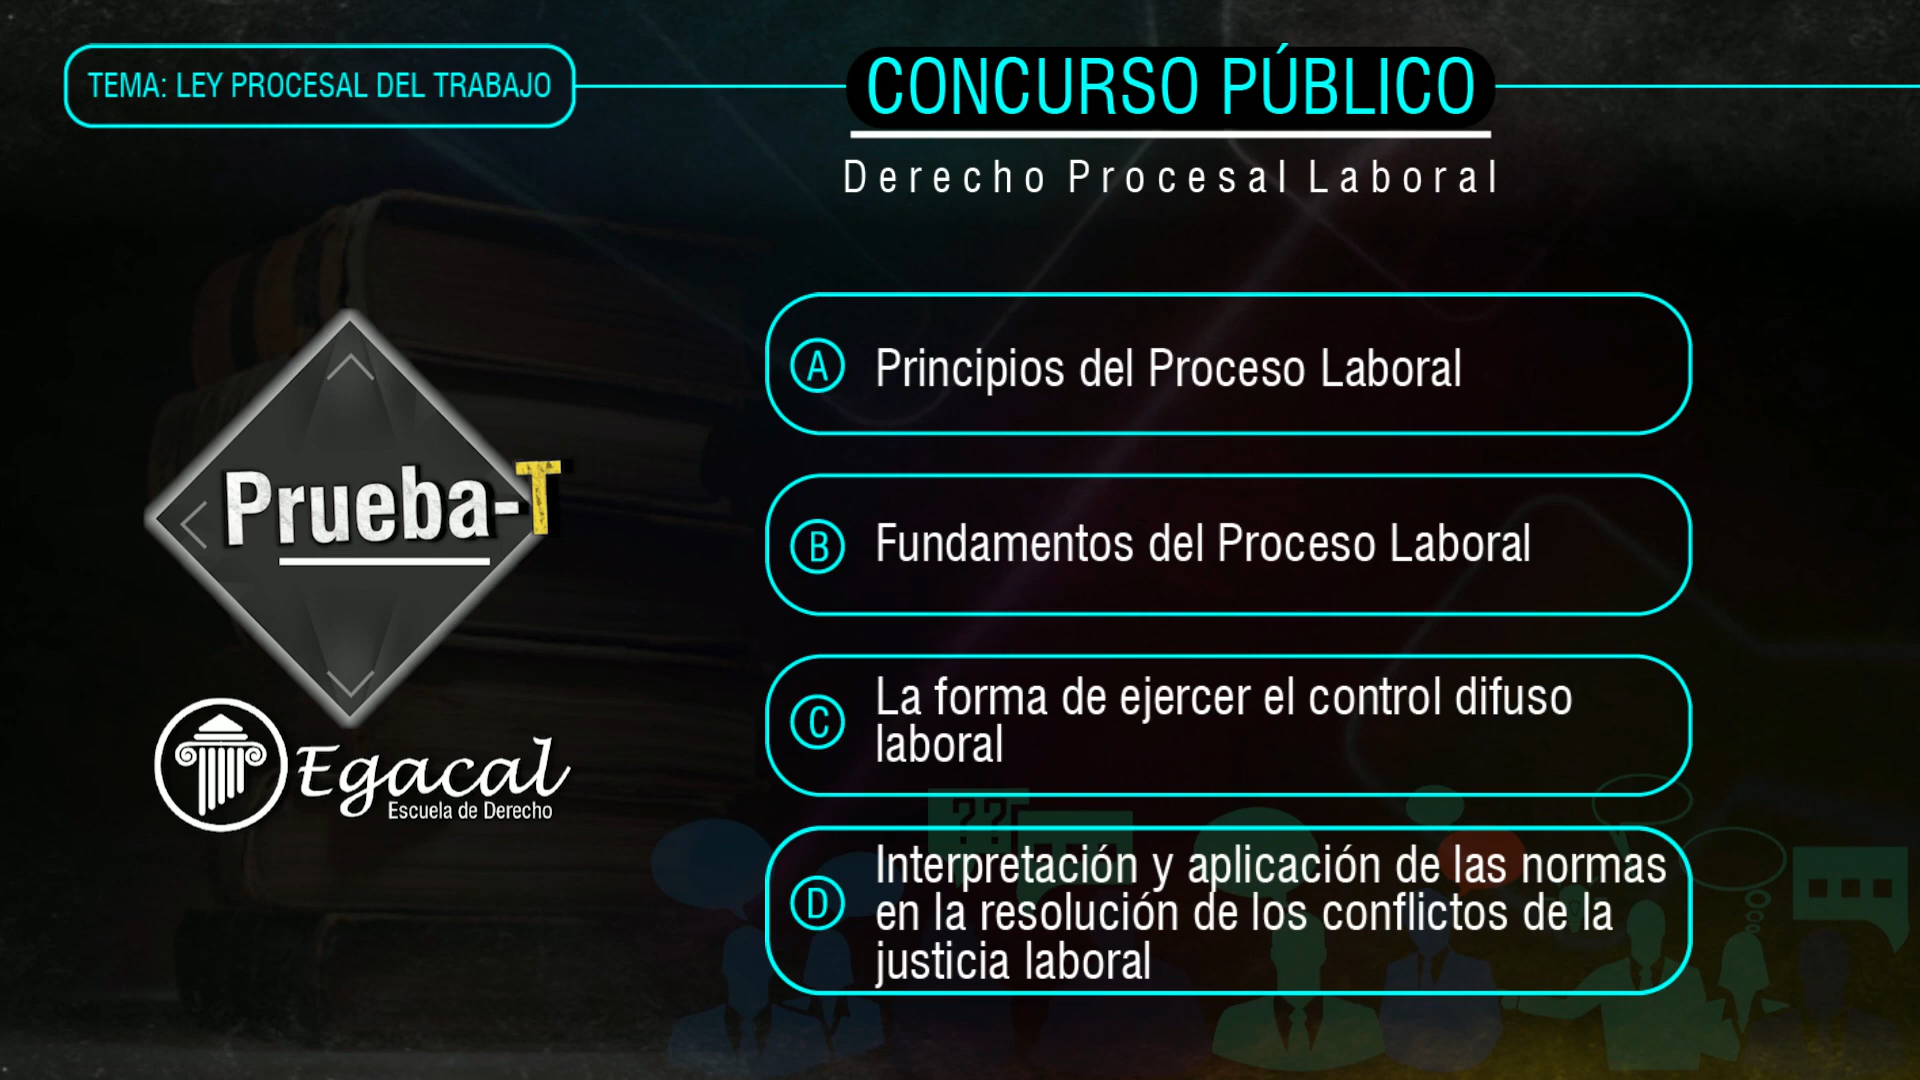 TEMA: LEY PROCESAL DEL TRABAJO
CONCURSO PÚBLICO
Derecho Procesal Laboral
Prueba-T
Egacal
Escuela de Derecho
A Principios del Proceso Laboral
B Fundamentos del Proceso Laboral
C La forma de ejercer el control difuso
laboral
D Interpretación y aplicación de las normas
en la resolución de los conflictos de la
justicia laboral
??